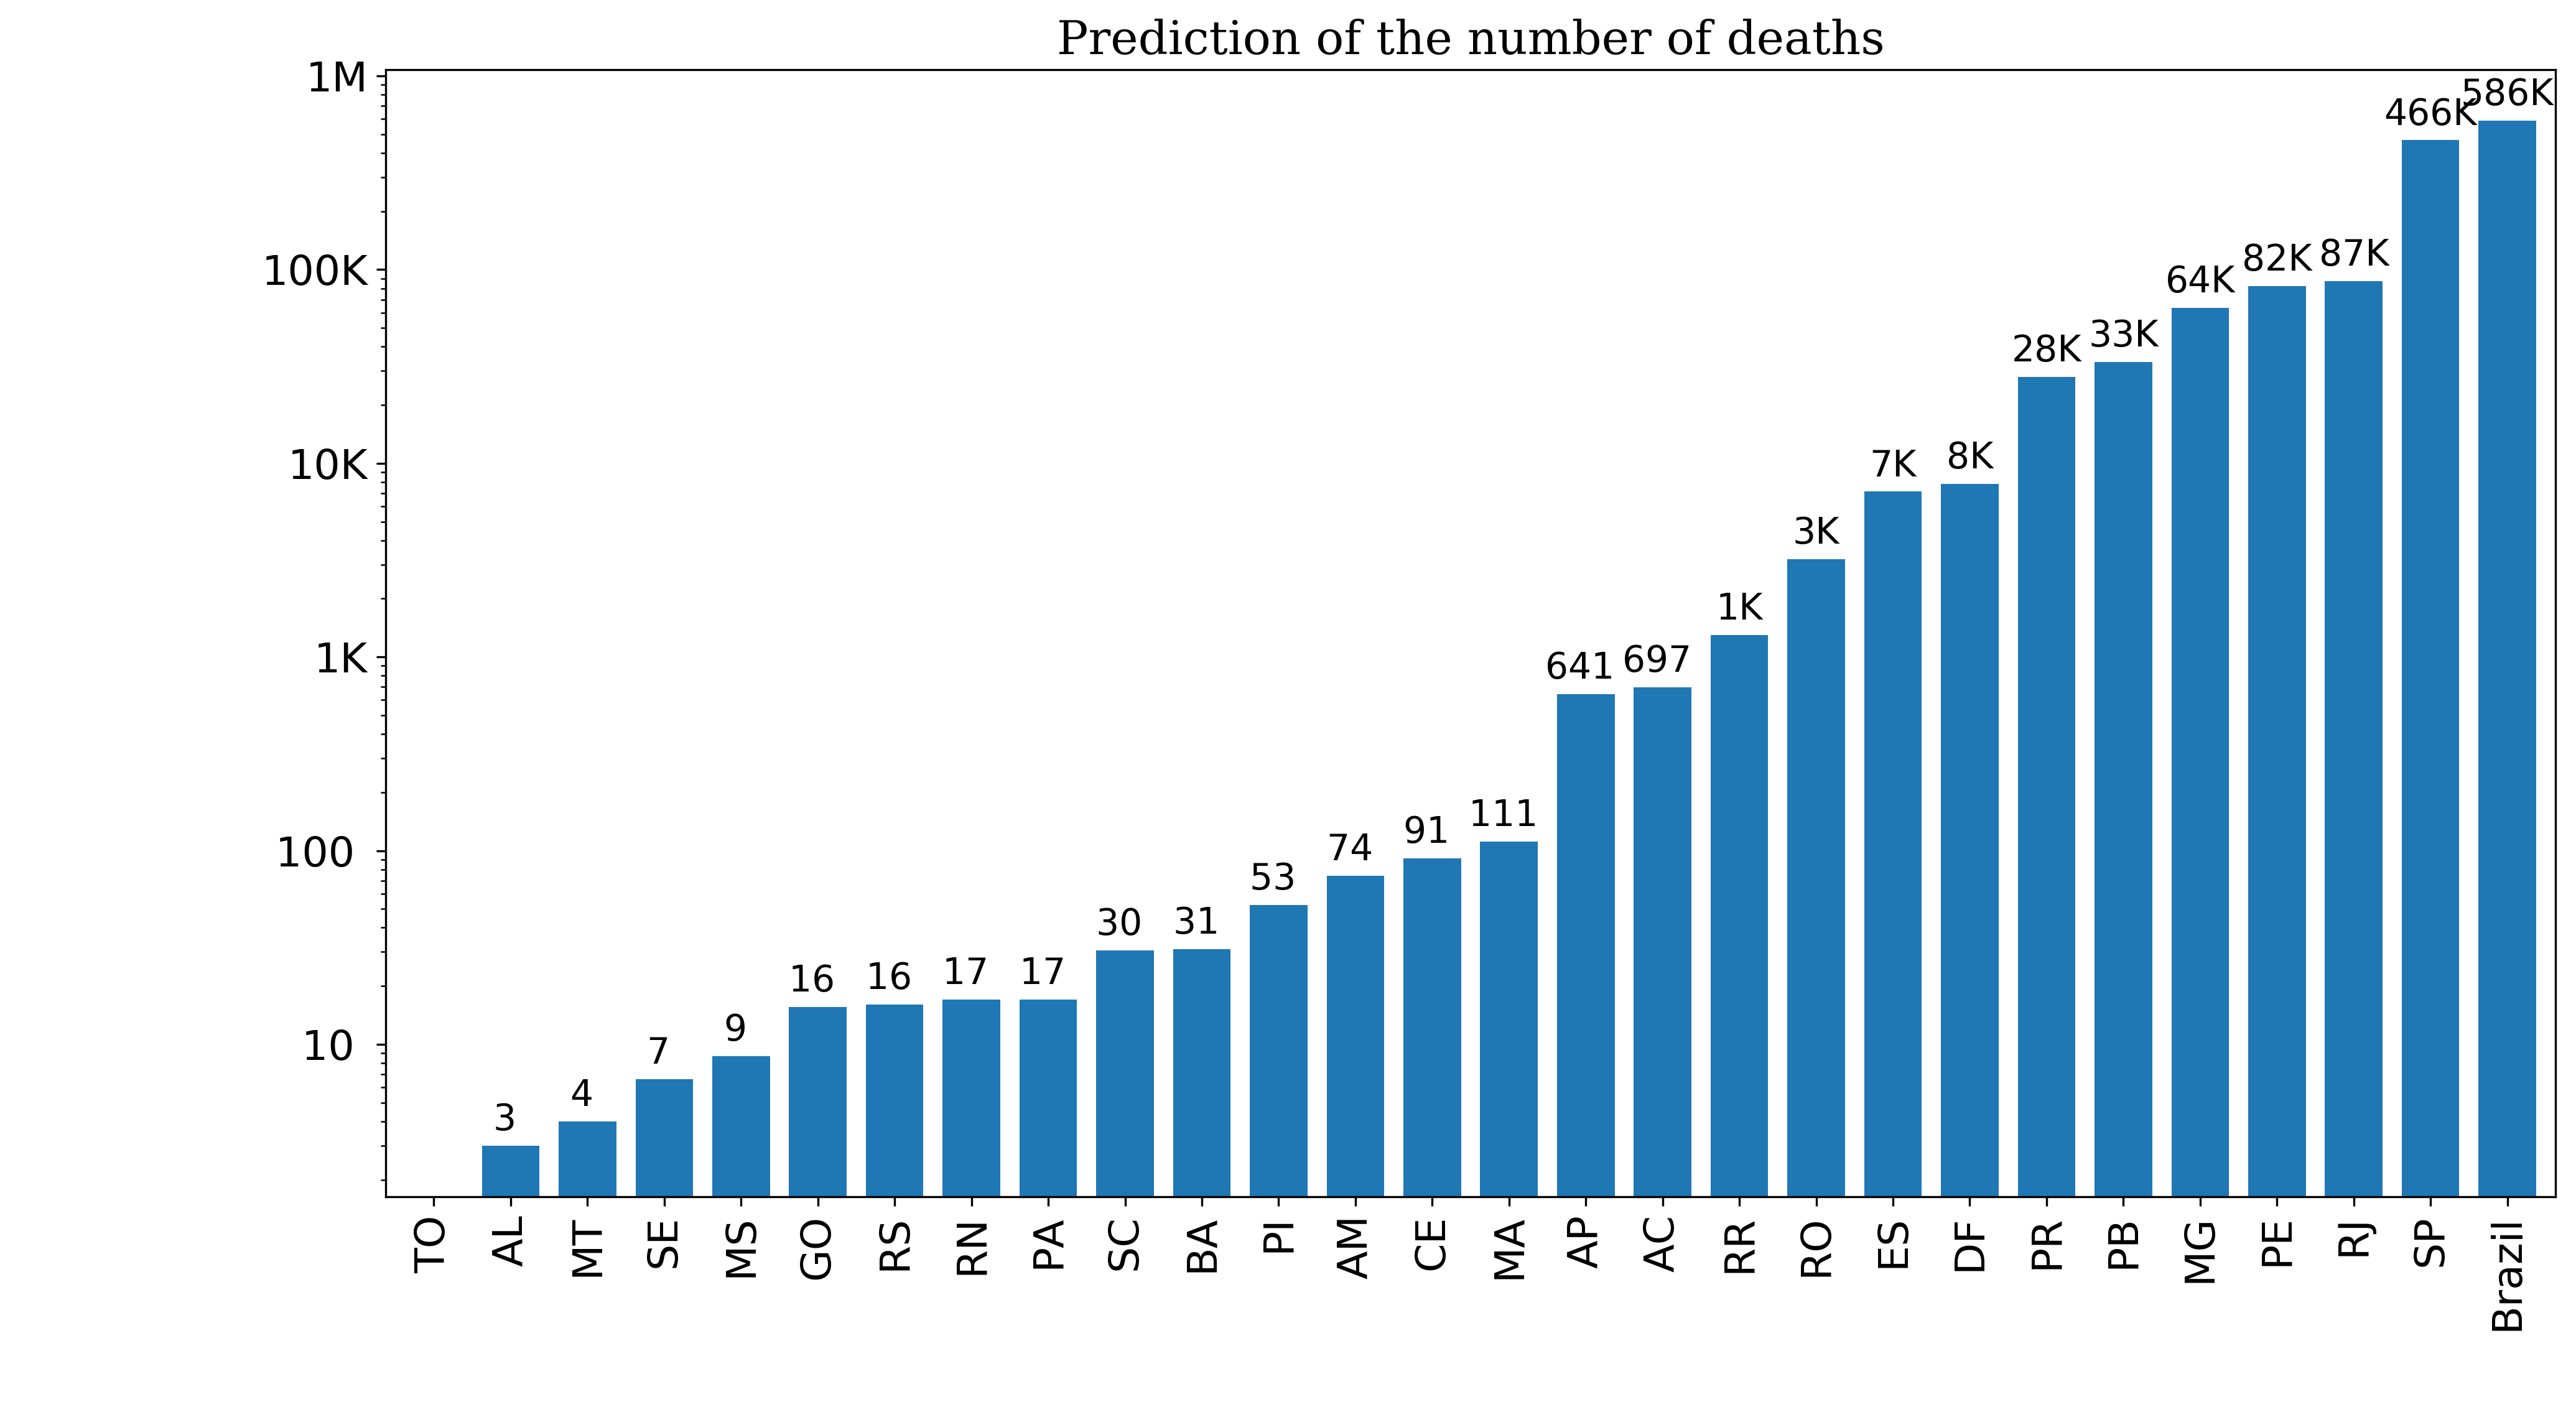 Prediction of the number of deaths
1M
100K
10K
1K
100
10
3
4
7
9
16
16
17
17
30
31
53
74
91
111
641
697
1K
3K
7K
8K
28K
33K
64K
82K
87K
466K
586K
TO
AL
MT
SE
MS
GO
RS
RN
PA
SC
BA
PI
AM
CE
MA
AP
AC
RR
RO
ES
DF
PR
PB
MG
PE
RJ
SP
Brazil